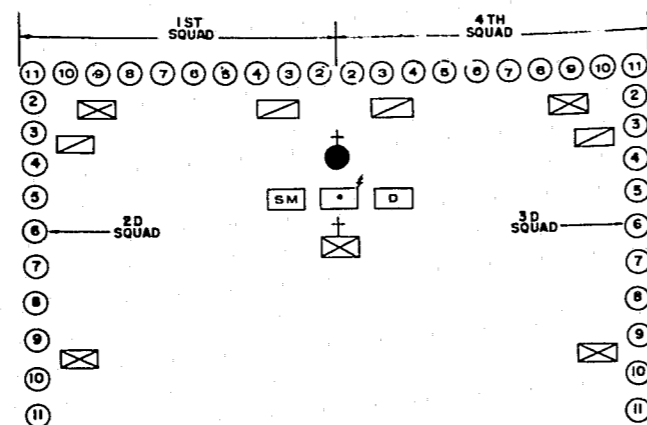 1ST
SQUAD
4TH
SQUAD
11 10 9 8 7 6 5 4 3 2 2 3 4 5 6 7 8 9 10 11
2 2
3 3
4 4
5 SM D 5
6 2D
SQUAD
3D
SQUAD 6
7 7
8 8
9 9
10 10
11 11